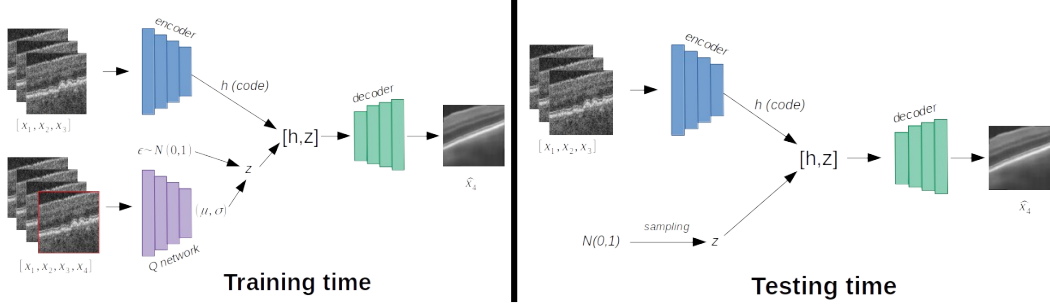 encoder
h (code)
[x₁, x₂, x₃]
decoder
ϵ~N(0,1)
z
[h,z]
x̂₄
(μ, σ)
[x₁, x₂, x₃, x₄]
Q network
Training time
encoder
h (code)
[x₁, x₂, x₃]
decoder
[h,z]
x̂₄
N(0,1)
sampling
z
Testing time